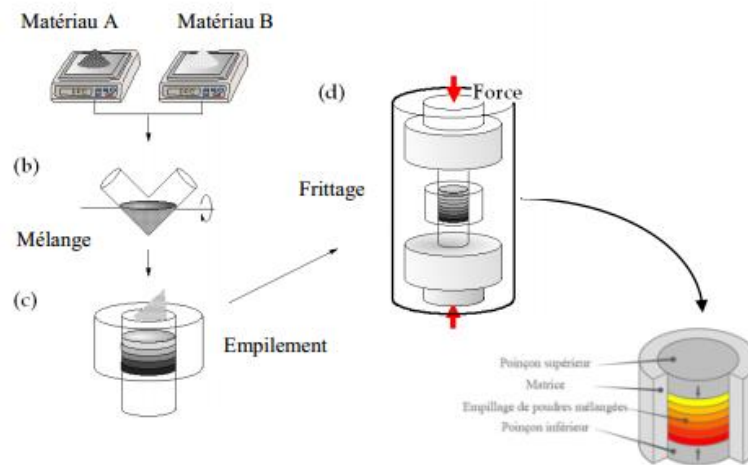 Matériau A
Matériau B
(b)
Mélange
(c)
Empilement
(d)
Force
Frittage
Poinçon supérieur
Matrice
Empillage de poudres mélangées
Poinçon inférieur